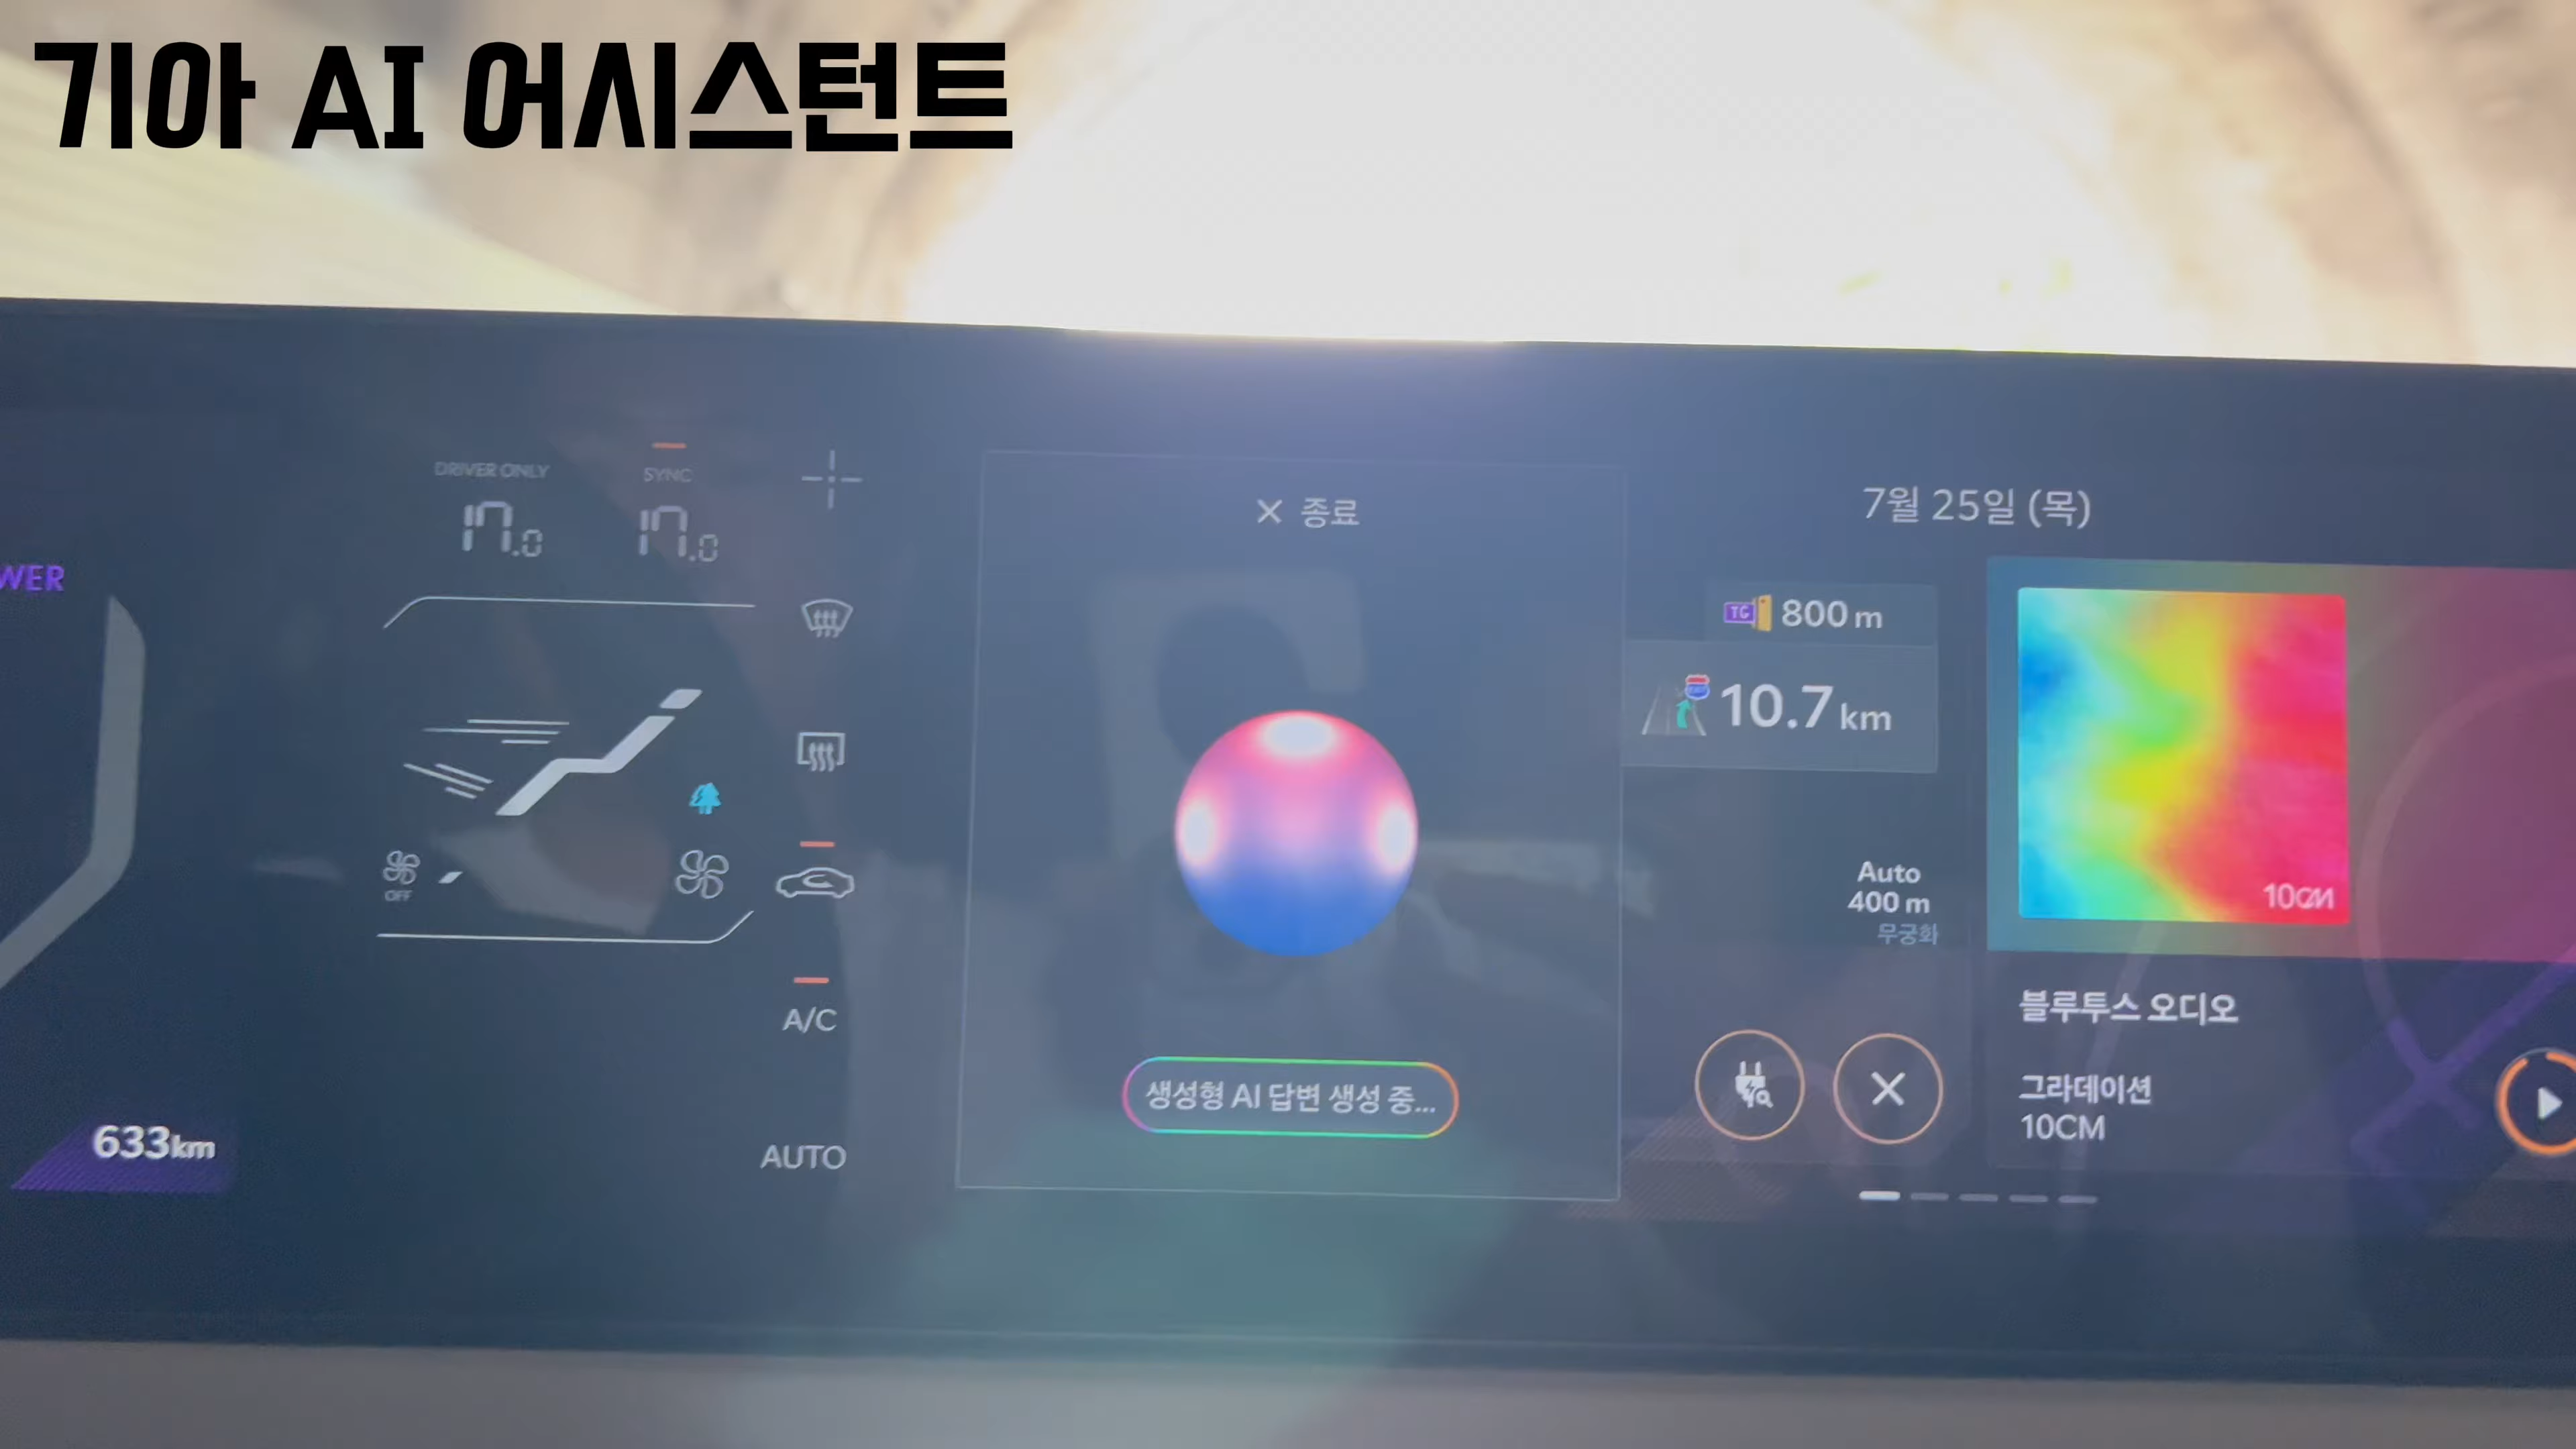 기아 AI 어시스턴트
DRIVER ONLY
SYNC
17.0
17.0
WER
OFF
A/C
AUTO
633km
× 종료
생성형 AI 답변 생성 중...
7월 25일 (목)
TG 800 m
10.7 km
Auto
400 m
무궁화
10CM
블루투스 오디오
그라데이션
10CM